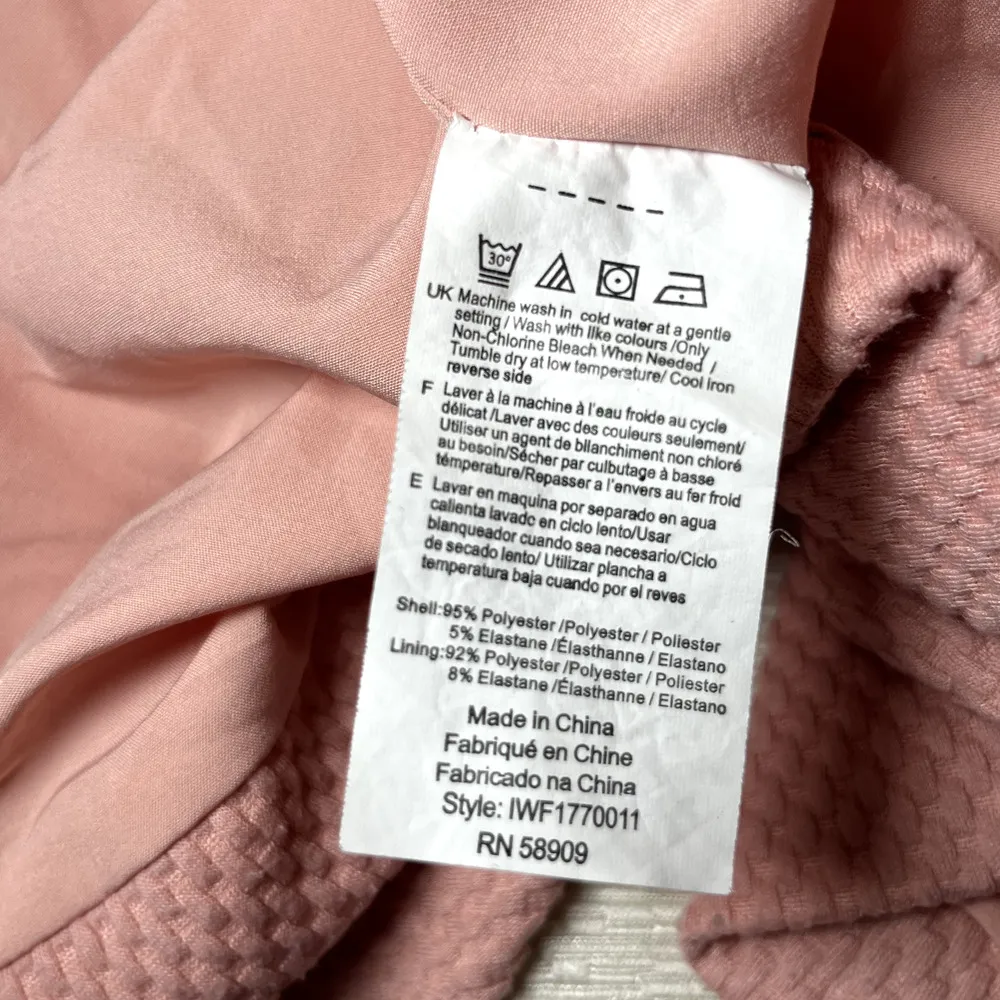 30°
UK Machine wash in cold water at a gentle
setting / Wash with like colours /Only
Non-Chlorine Bleach When Needed /
Tumble dry at low temperature/ Cool iron
reverse side
F Laver à la machine à l'eau froide au cycle
délicat /Laver avec des couleurs seulement/
Utiliser un agent de bllanchiment non chloré
au besoin/Sécher par culbutage à basse
témpérature/Repasser a l'envers au fer froid
E Lavar en maquina por separado en agua
calienta lavado en ciclo lento/Usar
blanqueador cuando sea necesario/Ciclo
de secado lento/ Utilizar plancha a
temperatura baja cuando por el reves
Shell:95% Polyester /Polyester / Poliester
5% Elastane /Élasthanne / Elastano
Lining:92% Polyester /Polyester / Poliester
8% Elastane /Élasthanne / Elastano
Made in China
Fabriqué en Chine
Fabricado na China
Style: IWF1770011
RN 58909